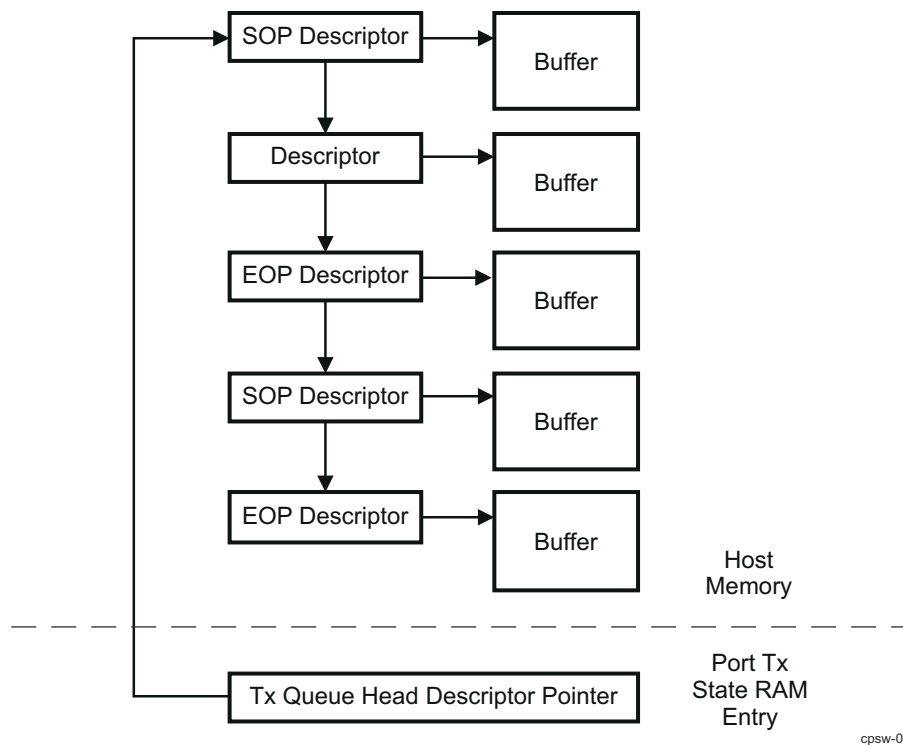 SOP Descriptor
Buffer
Descriptor
Buffer
EOP Descriptor
Buffer
SOP Descriptor
Buffer
EOP Descriptor
Buffer
Host
Memory
Tx Queue Head Descriptor Pointer
Port Tx
State RAM
Entry
cpsw-0